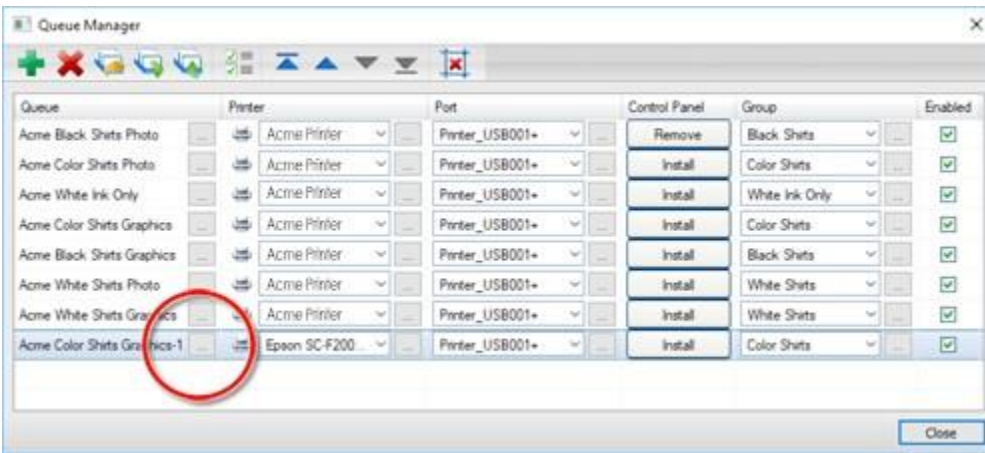 Queue Manager
Queue Printer Port Control Panel Group Enabled
Acme Black Shirts Photo ... Acme Printer ... Printer_USB001+ ... Remove Black Shirts ...
Acme Color Shirts Photo ... Acme Printer ... Printer_USB001+ ... Install Color Shirts ...
Acme White Ink Only ... Acme Printer ... Printer_USB001+ ... Install White Ink Only ...
Acme Color Shirts Graphics ... Acme Printer ... Printer_USB001+ ... Install Color Shirts ...
Acme Black Shirts Graphics ... Acme Printer ... Printer_USB001+ ... Install Black Shirts ...
Acme White Shirts Photo ... Acme Printer ... Printer_USB001+ ... Install White Shirts ...
Acme White Shirts Graphics ... Acme Printer ... Printer_USB001+ ... Install White Shirts ...
Acme Color Shirts Graphics-1 ... Epson SC-F200 ... Printer_USB001+ ... Install Color Shirts ...
Close